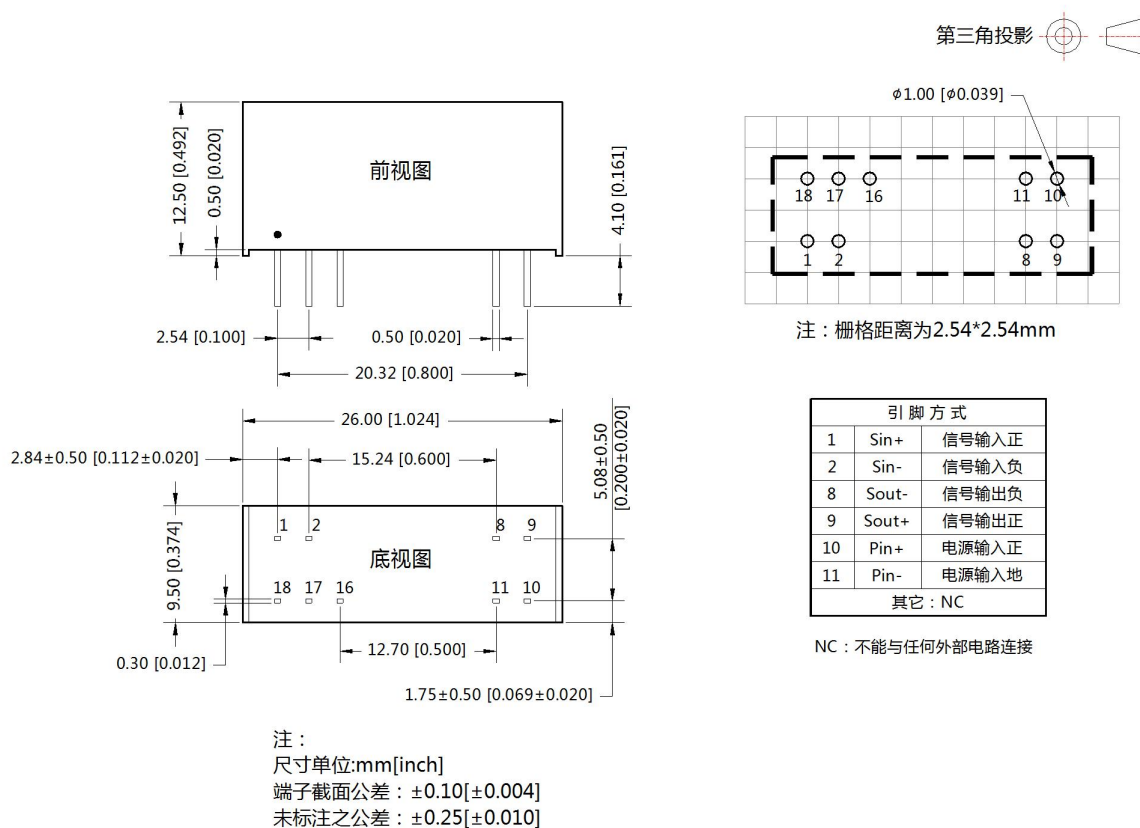 第三角投影
⌀1.00 [⌀0.039]
12.50 [0.492]
0.50 [0.020]
前视图
4.10 [0.161]
18 17 16 11 10
1 2 8 9
2.54 [0.100]
0.50 [0.020]
20.32 [0.800]
注：栅格距离为2.54*2.54mm
26.00 [1.024]
2.84±0.50 [0.112±0.020]
15.24 [0.600]
5.08±0.50
[0.200±0.020]
9.50 [0.374]
1 2 8 9
底视图
18 17 16 11 10
0.30 [0.012]
12.70 [0.500]
1.75±0.50 [0.069±0.020]
引脚方式
1 Sin+ 信号输入正
2 Sin- 信号输入负
8 Sout- 信号输出负
9 Sout+ 信号输出正
10 Pin+ 电源输入正
11 Pin- 电源输入地
其它：NC
NC：不能与任何外部电路连接
注：
尺寸单位:mm[inch]
端子截面公差：±0.10[±0.004]
未标注之公差：±0.25[±0.010]